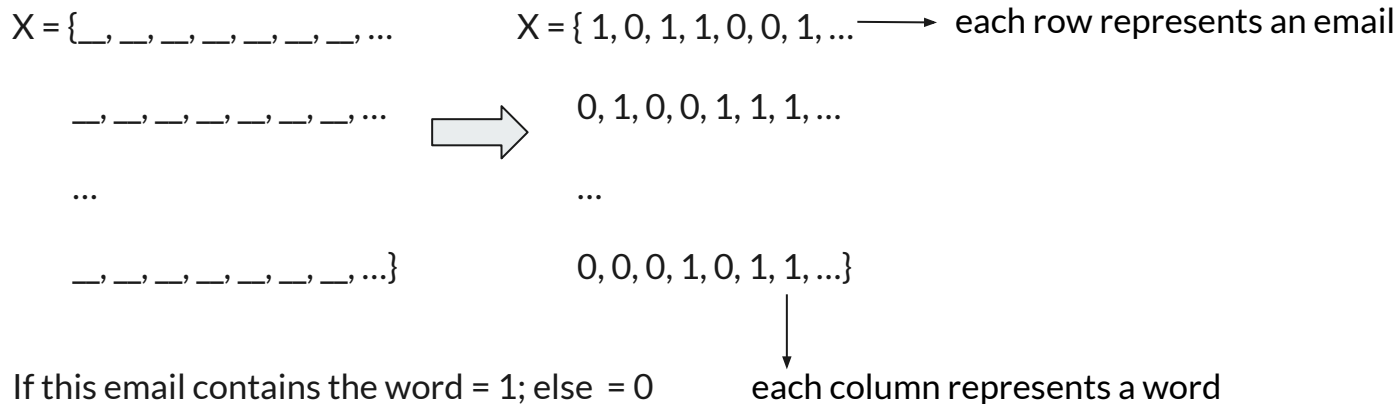 X = {__, __, __, __, __, __, __, ...
X = { 1, 0, 1, 1, 0, 0, 1, ...
each row represents an email
__, __, __, __, __, __, __, ...
0, 1, 0, 0, 1, 1, 1, ...
...
...
__, __, __, __, __, __, __, ...}
0, 0, 0, 1, 0, 1, 1, ...}
If this email contains the word = 1; else = 0
each column represents a word